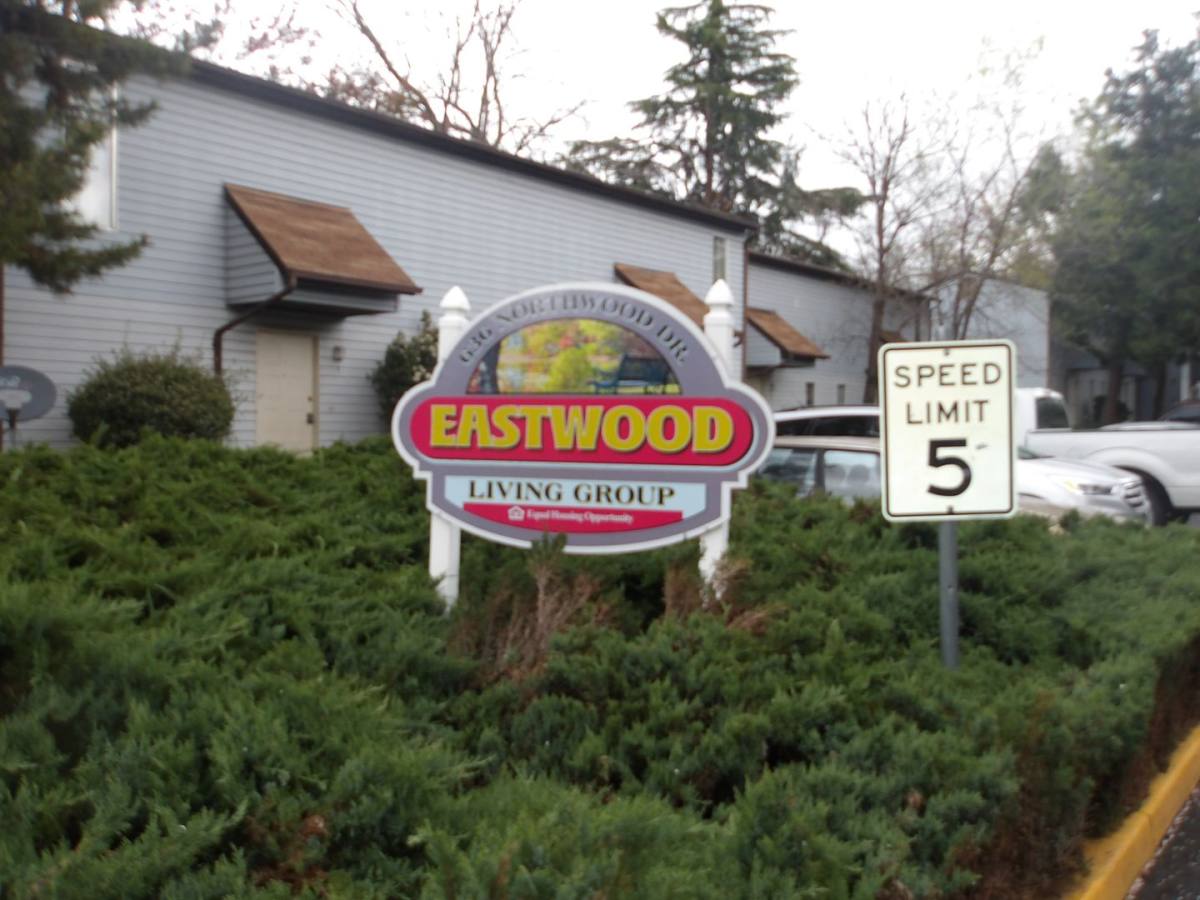 636 NORTHWOOD DR.
EASTWOOD
LIVING GROUP
Equal Housing Opportunity
SPEED
LIMIT
5